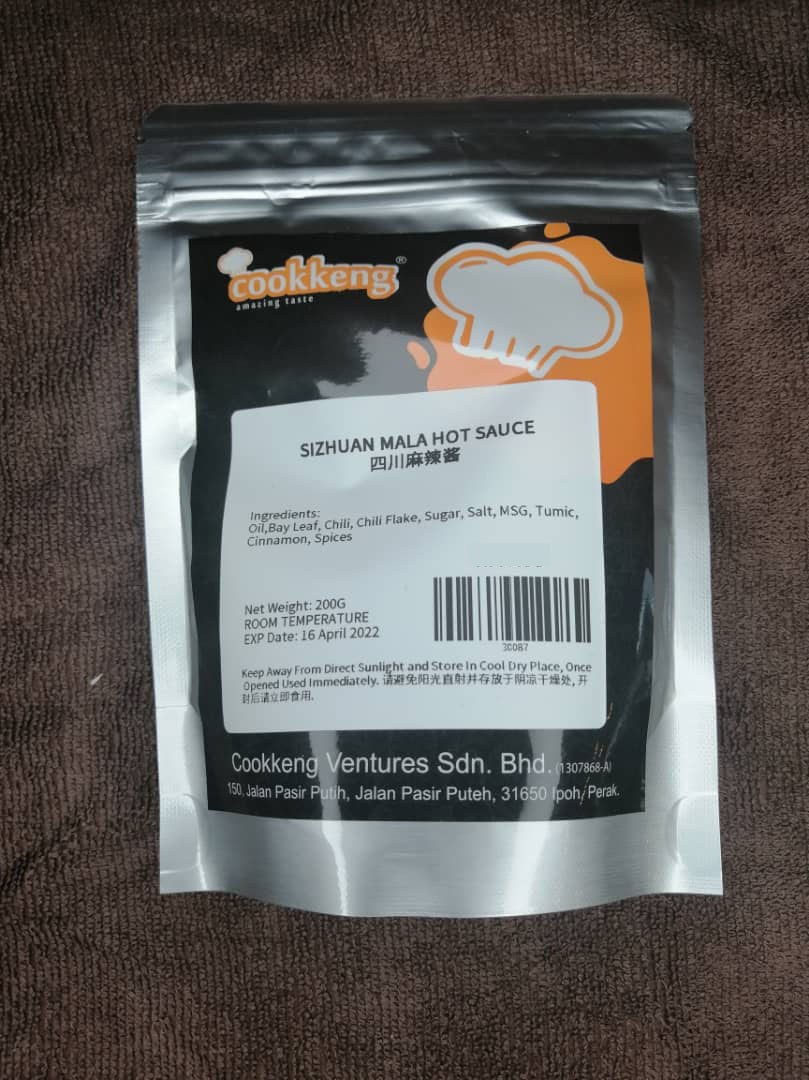 cookkeng®
amazing taste
SIZHUAN MALA HOT SAUCE
四川麻辣酱
Ingredients:
Oil,Bay Leaf, Chili, Chili Flake, Sugar, Salt, MSG, Tumic,
Cinnamon, Spices
Net Weight: 200G
ROOM TEMPERATURE
EXP Date: 16 April 2022
30087
Keep Away From Direct Sunlight and Store In Cool Dry Place, Once
Opened Used Immediately. 请避免阳光直射并存放于阴凉干燥处, 开
封后请立即食用.
Cookkeng Ventures Sdn. Bhd. (1307868-A)
150, Jalan Pasir Putih, Jalan Pasir Puteh, 31650 Ipoh, Perak.